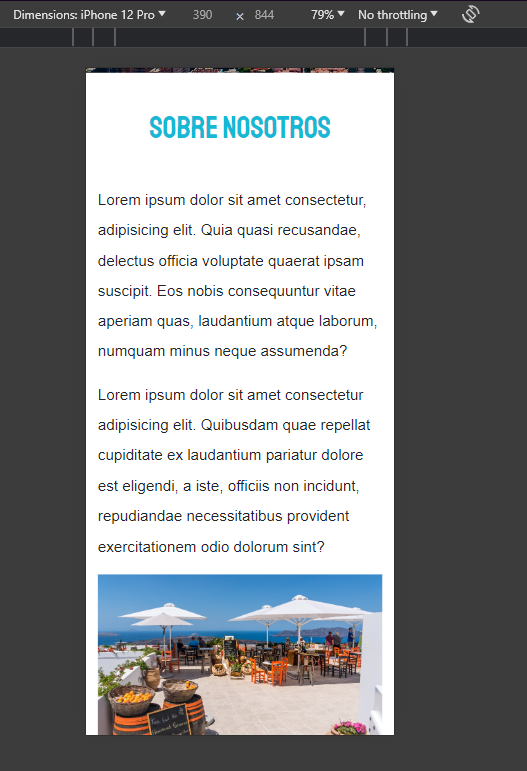 Dimensions: iPhone 12 Pro 390 × 844 79% No throttling
SOBRE NOSOTROS
Lorem ipsum dolor sit amet consectetur,
adipisicing elit. Quia quasi recusandae,
delectus officia voluptate quaerat ipsam
suscipit. Eos nobis consequuntur vitae
aperiam quas, laudantium atque laborum,
numquam minus neque assumenda?
Lorem ipsum dolor sit amet consectetur
adipisicing elit. Quibusdam quae repellat
cupiditate ex laudantium pariatur dolore
est eligendi, a iste, officiis non incidunt,
repudiandae necessitatibus provident
exercitationem odio dolorum sint?